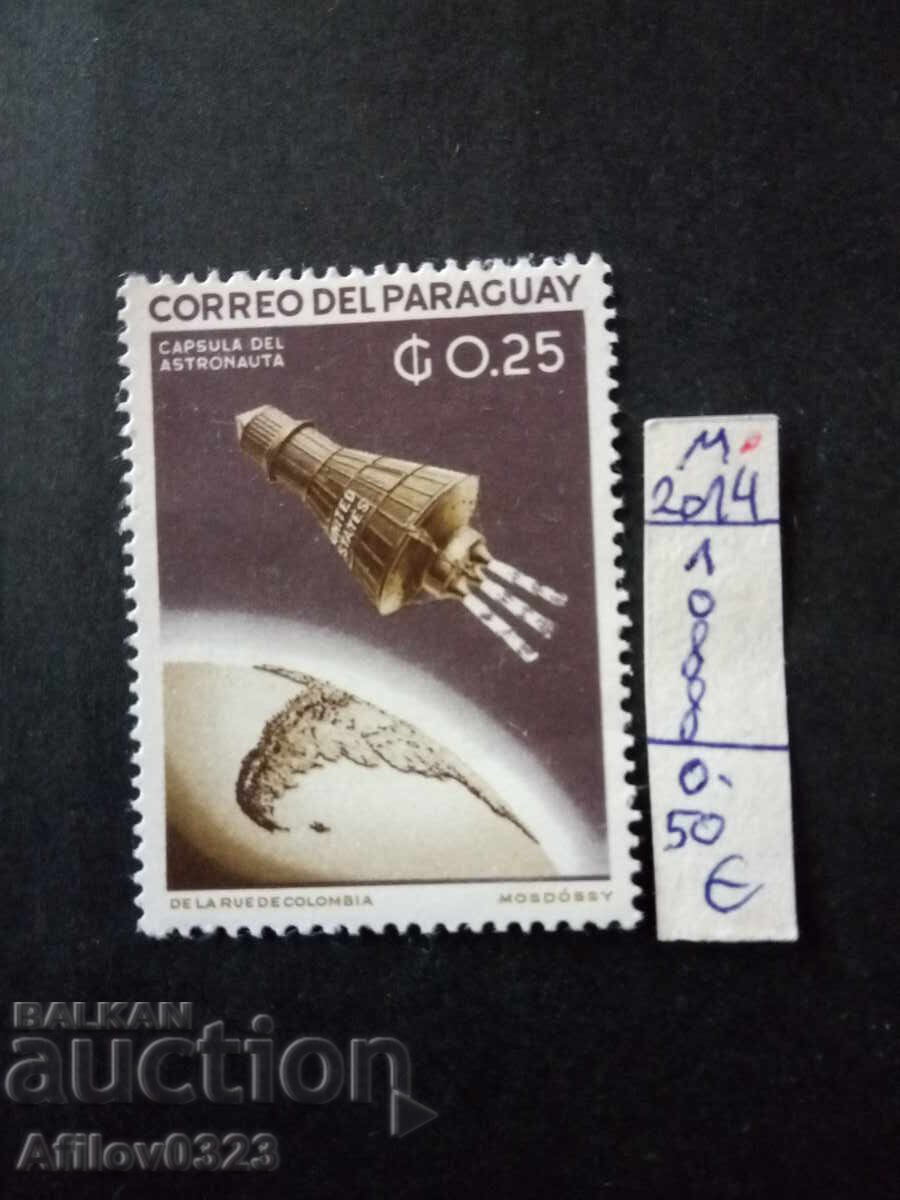 CORREO DEL PARAGUAY
CAPSULA DEL
ASTRONAUTA
₲ 0.25
UNITED
STATES
DE LA RUE DE COLOMBIA
MOSDÓSSY
M.
2014
1
0
0,
50
€
BALKAN
auction
Afilov0323